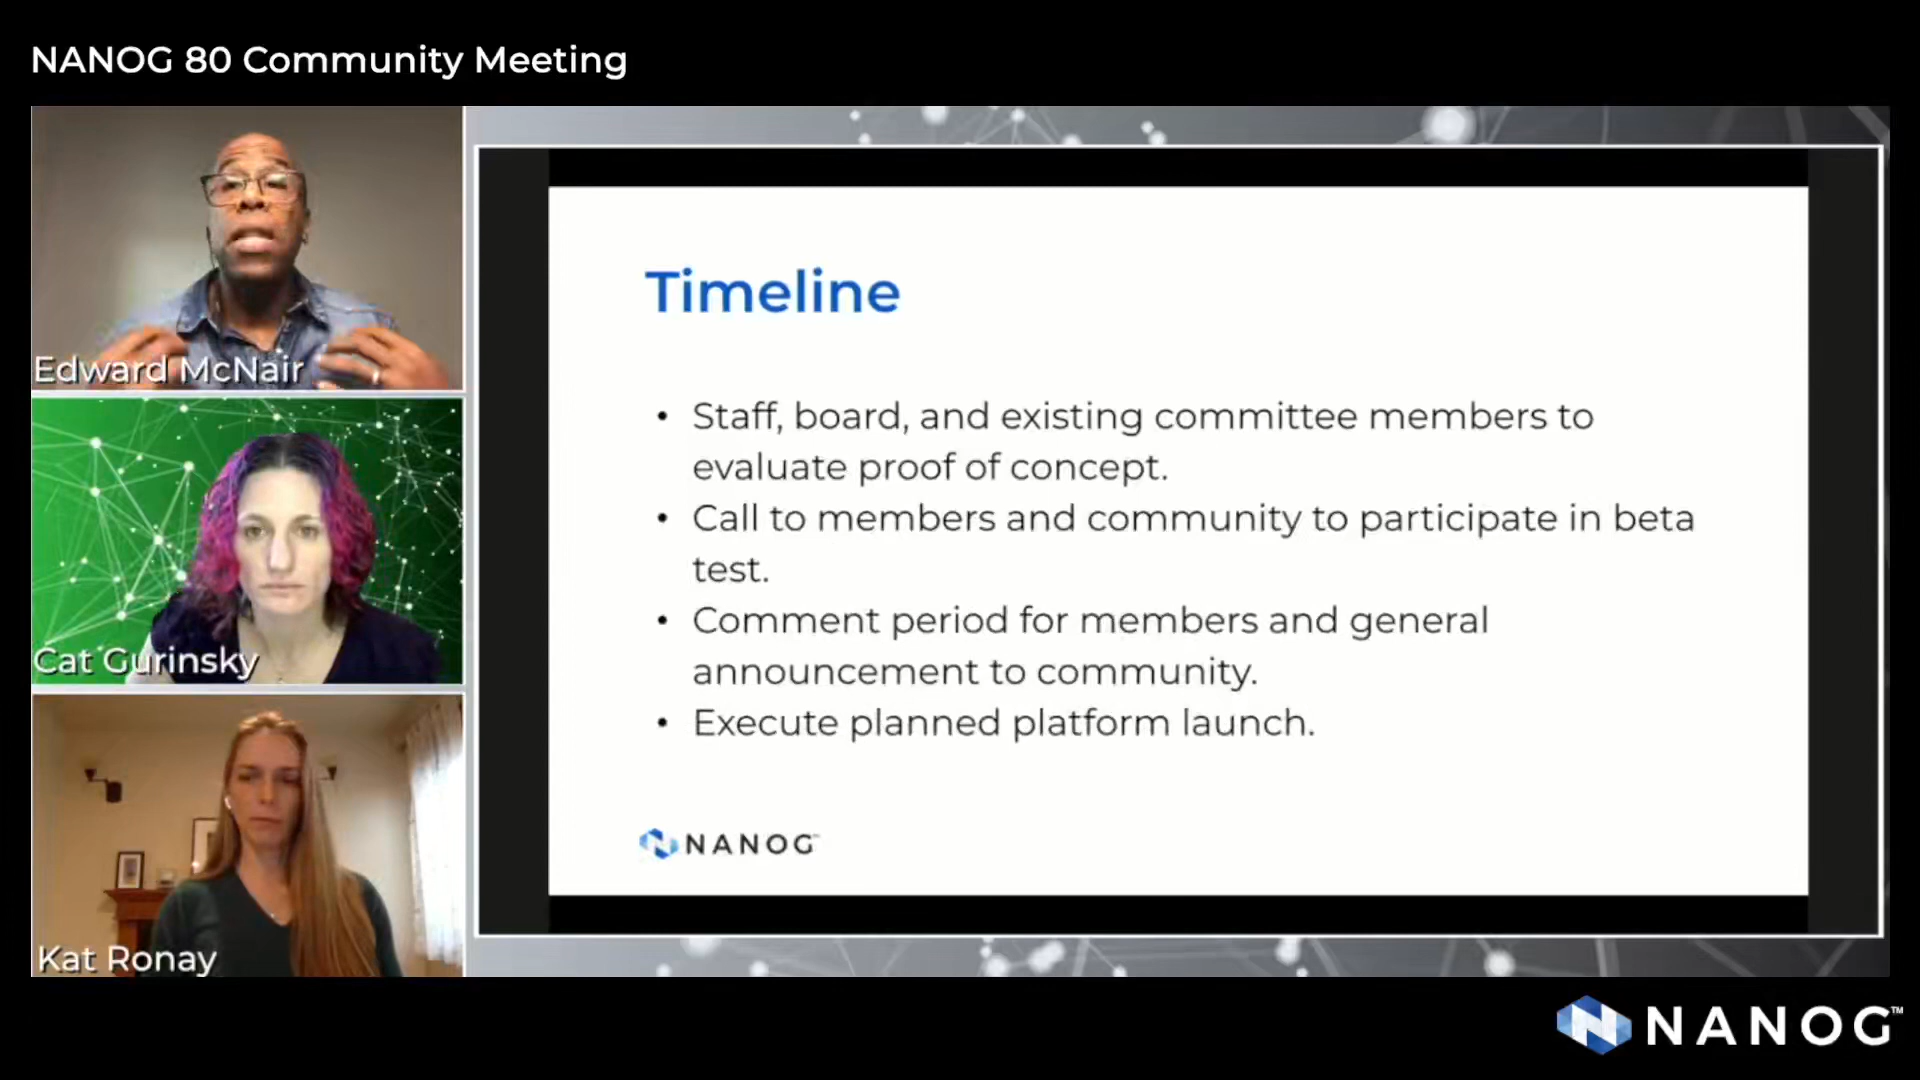 NANOG 80 Community Meeting
Edward McNair
Cat Gurinsky
Kat Ronay
Timeline
• Staff, board, and existing committee members to
evaluate proof of concept.
• Call to members and community to participate in beta
test.
• Comment period for members and general
announcement to community.
• Execute planned platform launch.
NANOG™
NANOG™